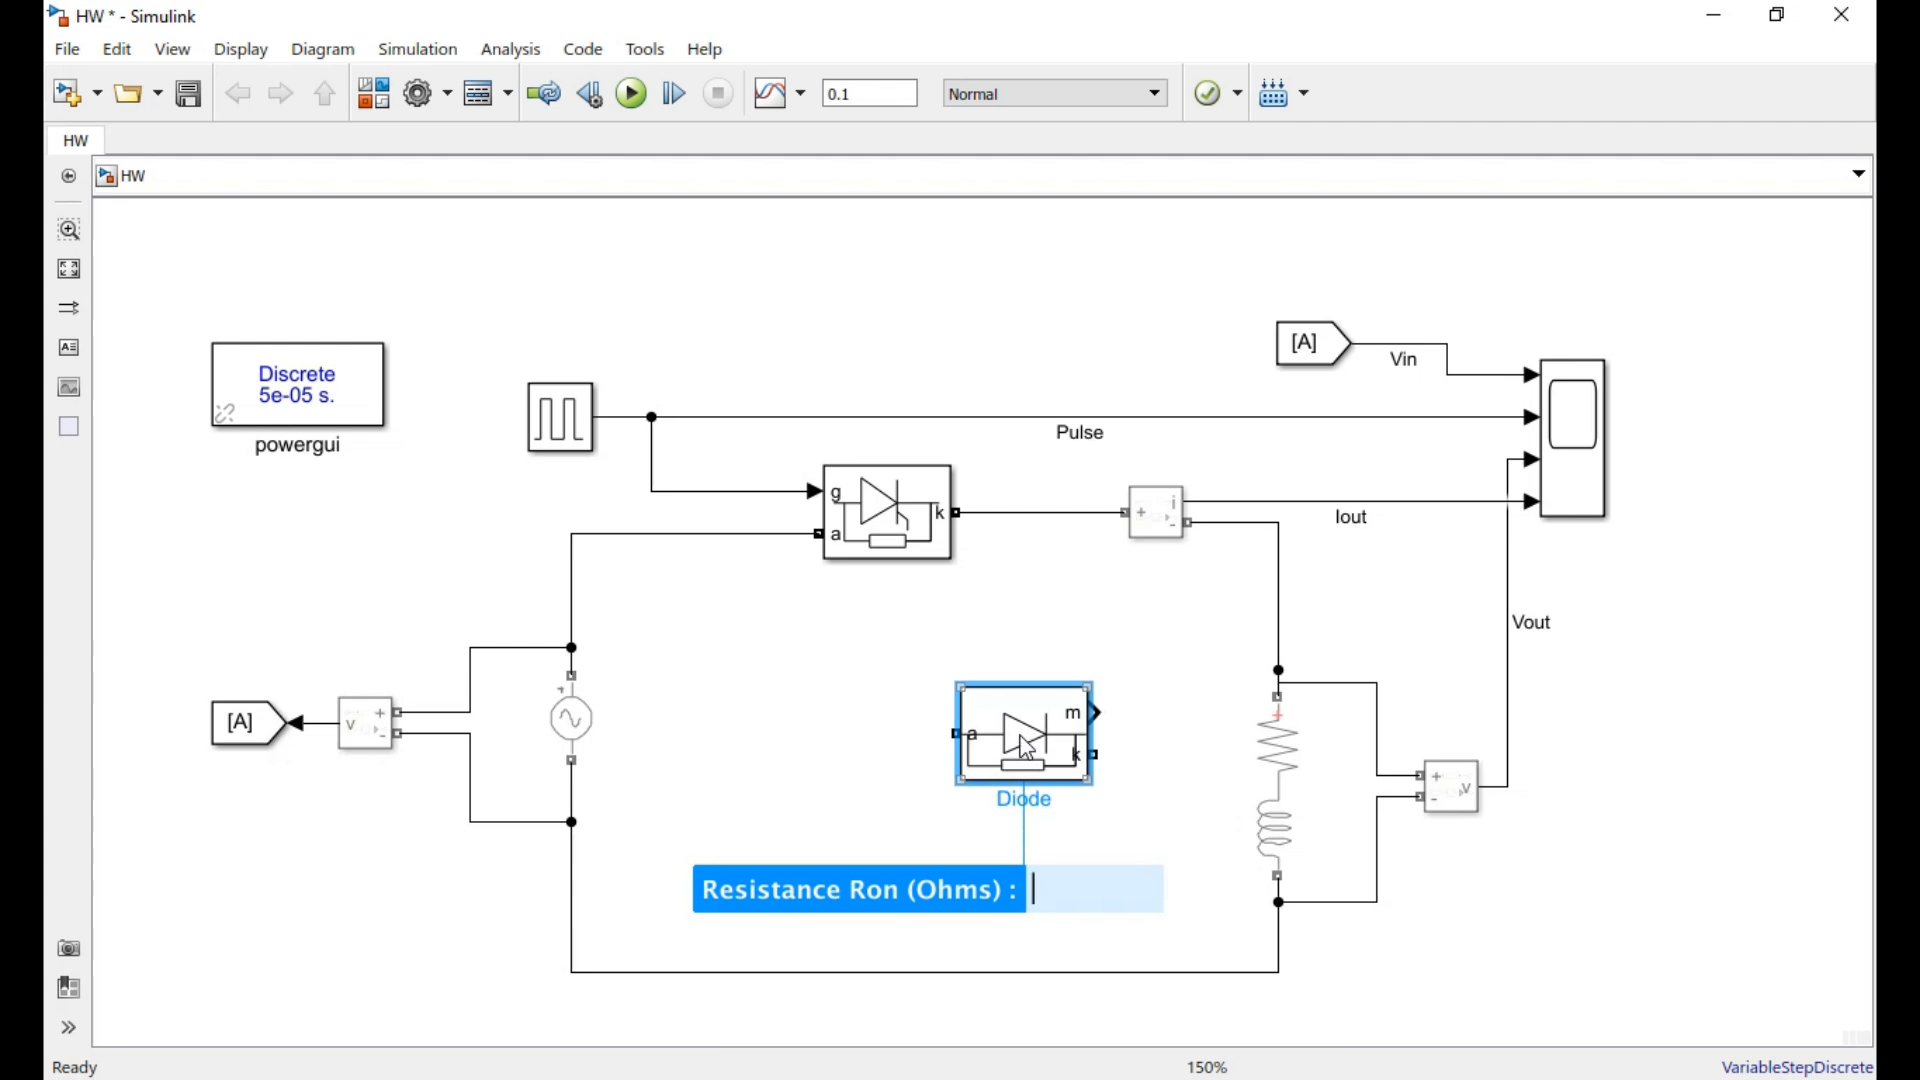 HW * - Simulink
File Edit View Display Diagram Simulation Analysis Code Tools Help
0.1
Normal
HW
HW
[A]
Vin
Discrete
5e-05 s.
powergui
Pulse
g
a
k
+
i
-
Iout
Vout
[A]
v
+
-
m
a
k
Diode
+
+
-
v
Resistance Ron (Ohms) :
Ready
150%
VariableStepDiscrete